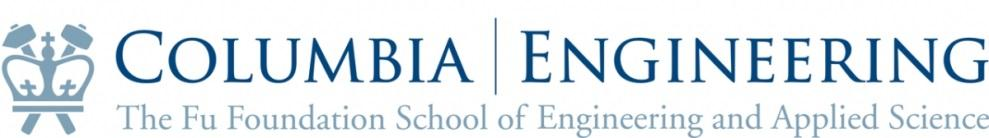 COLUMBIA | ENGINEERING
The Fu Foundation School of Engineering and Applied Science